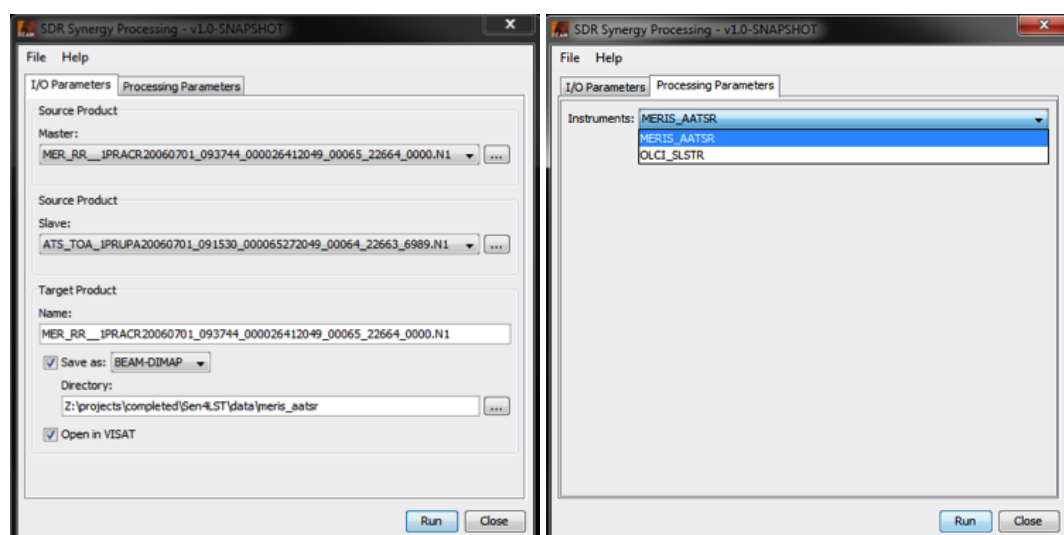 SDR Synergy Processing - v1.0-SNAPSHOT
File Help
I/O Parameters Processing Parameters
Source Product
Master:
MER_RR__1PRACR20060701_093744_000026412049_00065_22664_0000.N1 ...
Source Product
Slave:
ATS_TOA_1PRUPA20060701_091530_000065272049_00064_22663_6989.N1 ...
Target Product
Name:
MER_RR__1PRACR20060701_093744_000026412049_00065_22664_0000.N1
Save as: BEAM-DIMAP
Directory:
Z:\projects\completed\Sen4LST\data\meris_aatsr ...
Open in VISAT
Run Close
SDR Synergy Processing - v1.0-SNAPSHOT
File Help
I/O Parameters Processing Parameters
Instruments: MERIS_AATSR
MERIS_AATSR
OLCI_SLSTR
Run Close